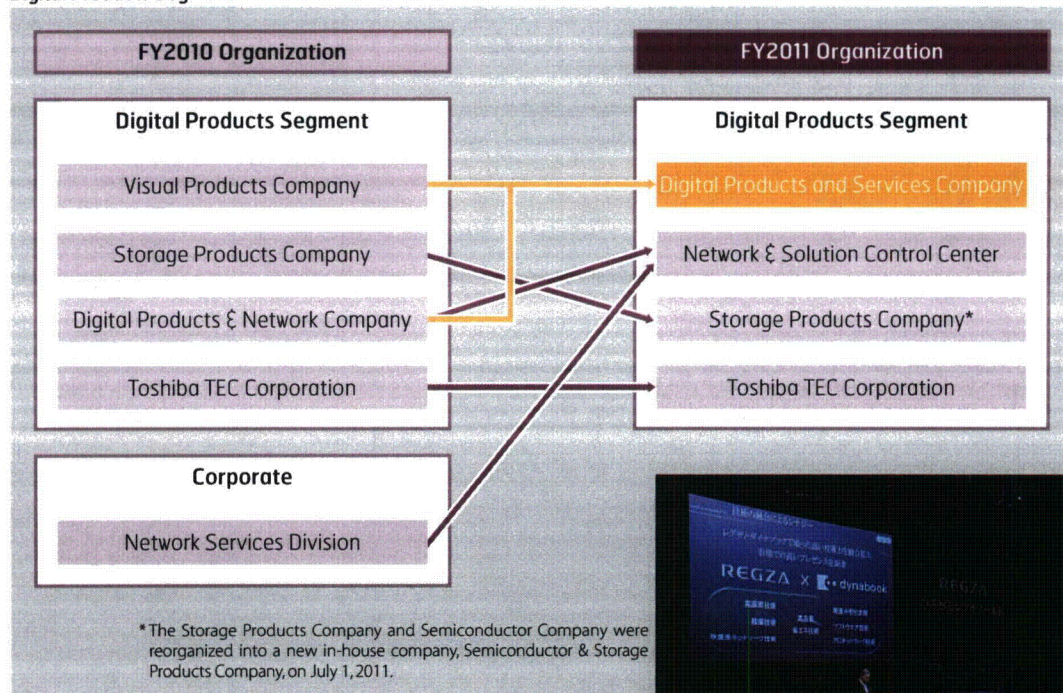 FY2010 Organization
Digital Products Segment
Visual Products Company
Storage Products Company
Digital Products & Network Company
Toshiba TEC Corporation
Corporate
Network Services Division
FY2011 Organization
Digital Products Segment
Digital Products and Services Company
Network & Solution Control Center
Storage Products Company*
Toshiba TEC Corporation
* The Storage Products Company and Semiconductor Company were
reorganized into a new in-house company, Semiconductor & Storage
Products Company, on July 1, 2011.
REGZA X dynabook
REGZA